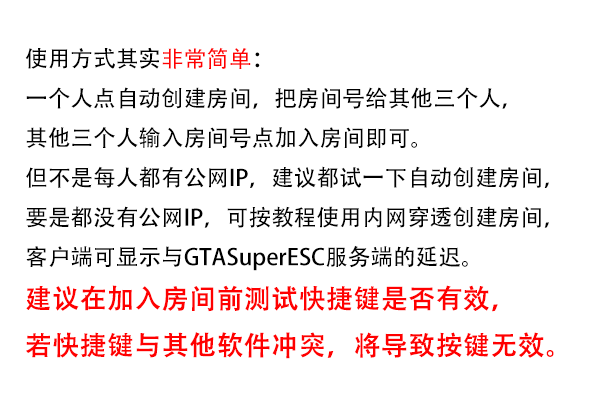 使用方式其实非常简单：
一个人点自动创建房间，把房间号给其他三个人，
其他三个人输入房间号点加入房间即可。
但不是每人都有公网IP，建议都试一下自动创建房间，
要是都没有公网IP，可按教程使用内网穿透创建房间，
客户端可显示与GTASuperESC服务端的延迟。
建议在加入房间前测试快捷键是否有效，
若快捷键与其他软件冲突，将导致按键无效。